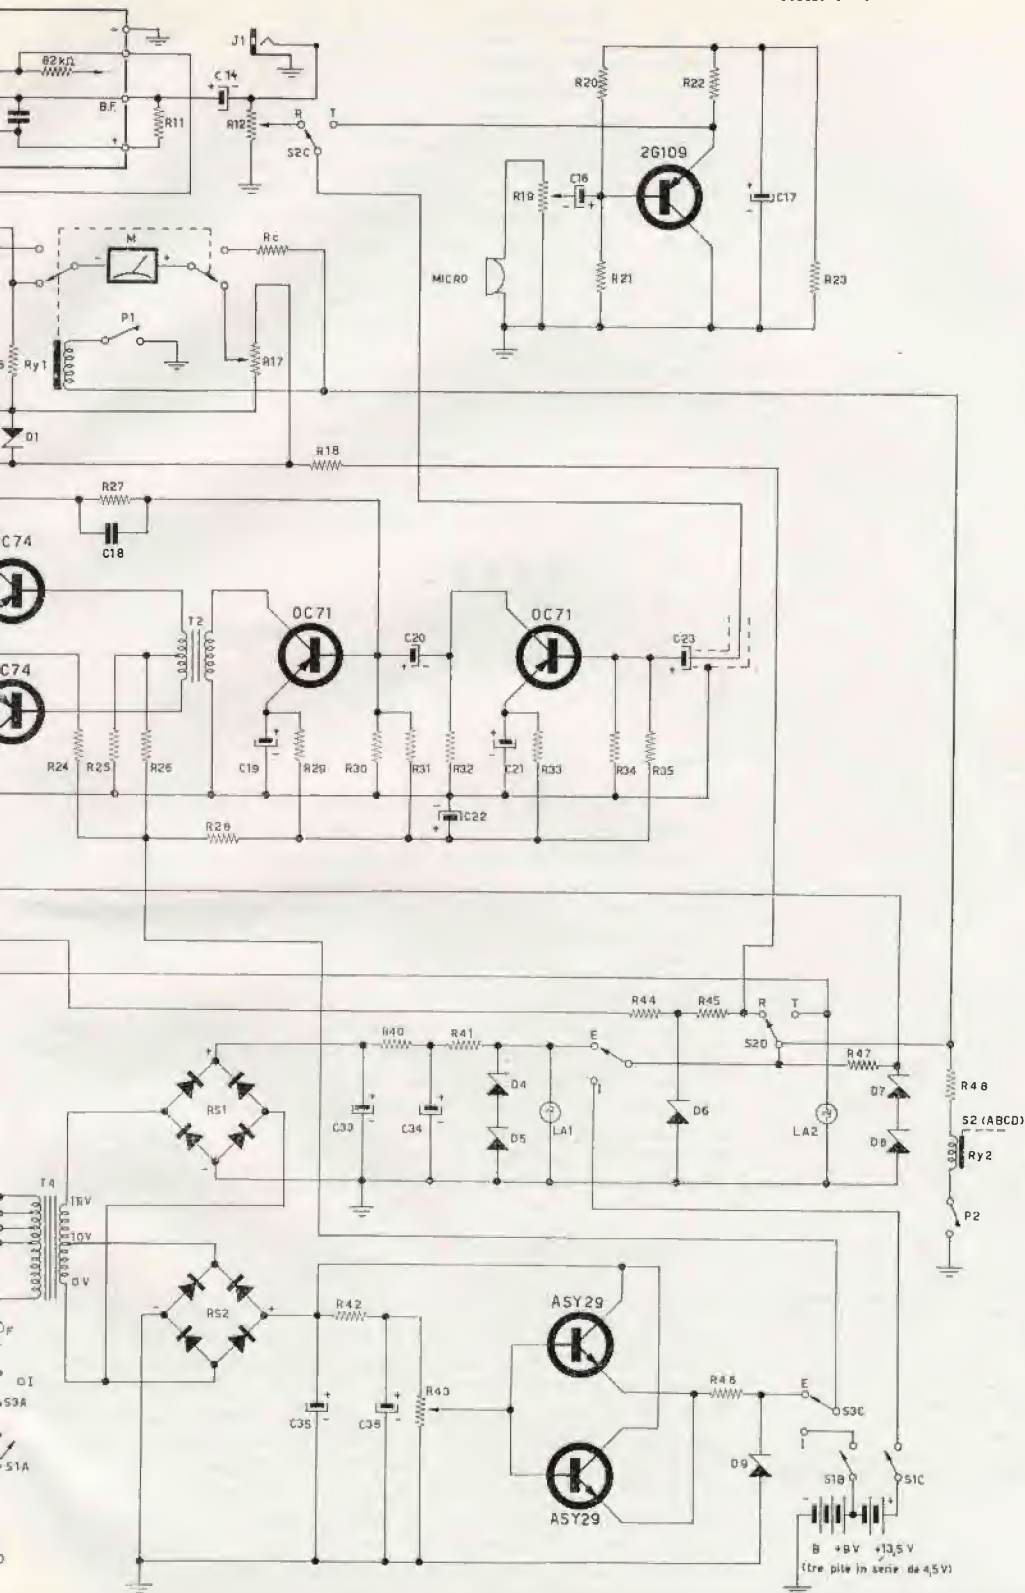 82kΩ
J1
C14
B.F.
R11
R12
R
T
S2C
R20
R22
2G109
R19
C16
C17
MICRO
R21
R23
M
- +
Rc
P1
Ry1
R17
D1
R18
R27
C18
C74
T2
OC71
C20
OC71
C23
C74
R24
R25
R26
C19
R29
R30
R31
R32
C21
R33
R34
R35
C22
R28
R44
R45
R
T
S2D
R47
R40
R41
E
I
D4
D5
LA1
D6
LA2
D7
D8
R48
S2 (ABCD)
Ry2
P2
RS1
C33
C34
T4
10V
0V
RS2
R42
R43
C35
C36
ASY29
ASY29
R46
D9
E
S3C
I
S1B
S1C
S3A
S1A
B +9V +13,5V
(tre pile in serie da 4,5V)